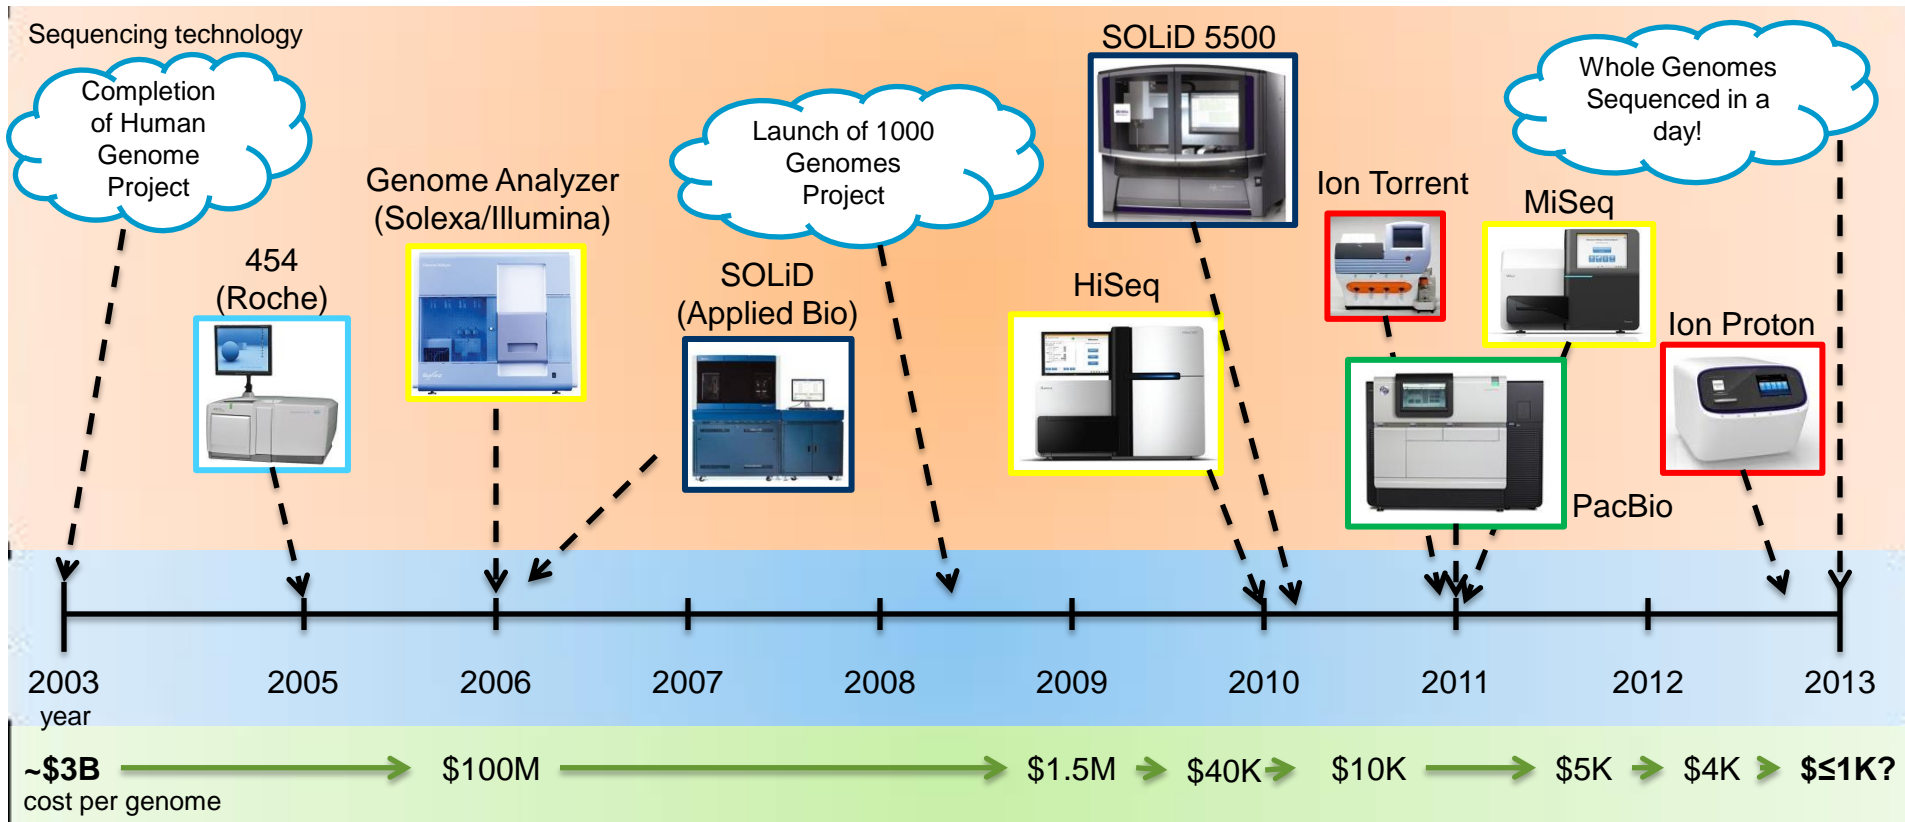 Sequencing technology
Completion
of Human
Genome
Project
454
(Roche)
Genome Analyzer
(Solexa/Illumina)
SOLiD
(Applied Bio)
Launch of 1000
Genomes
Project
HiSeq
SOLiD 5500
Ion Torrent
MiSeq
PacBio
Ion Proton
Whole Genomes
Sequenced in a
day!
2003 2005 2006 2007 2008 2009 2010 2011 2012 2013
year
~$3B $100M $1.5M $40K $10K $5K $4K $≤1K?
cost per genome